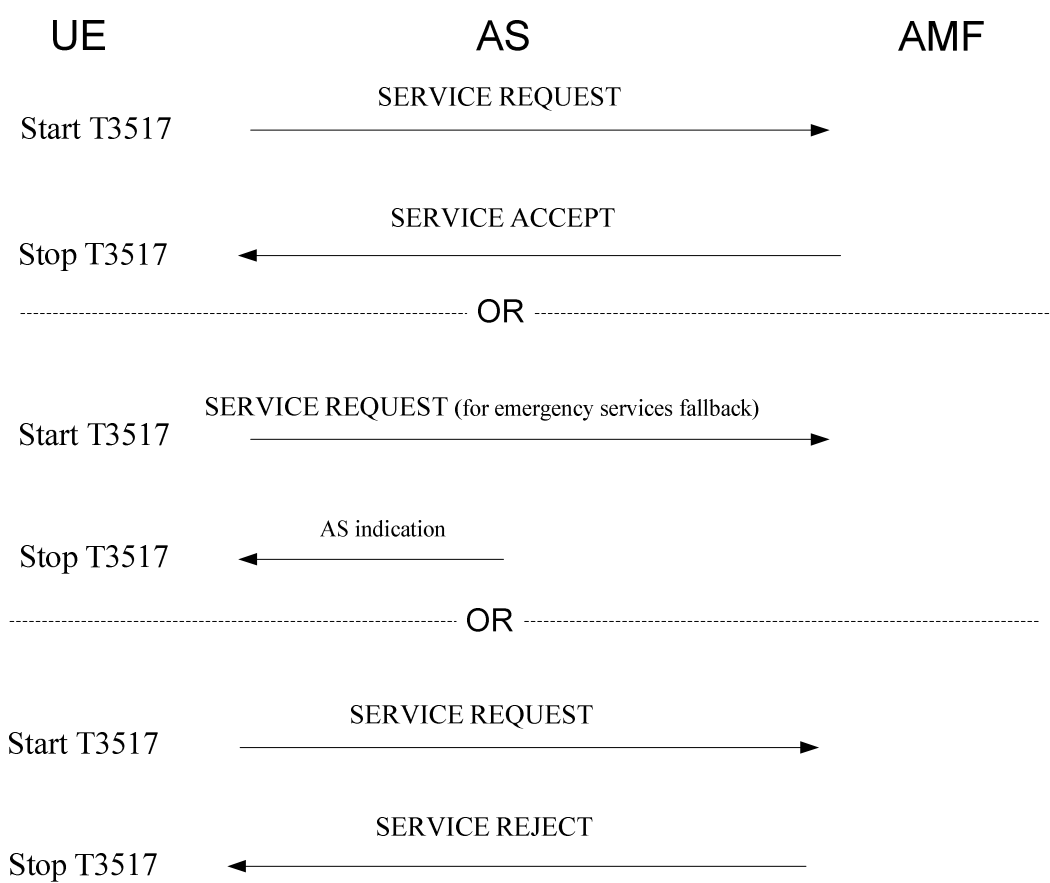 UE AS AMF
SERVICE REQUEST
Start T3517
SERVICE ACCEPT
Stop T3517
OR
SERVICE REQUEST (for emergency services fallback)
Start T3517
AS indication
Stop T3517
OR
SERVICE REQUEST
Start T3517
SERVICE REJECT
Stop T3517